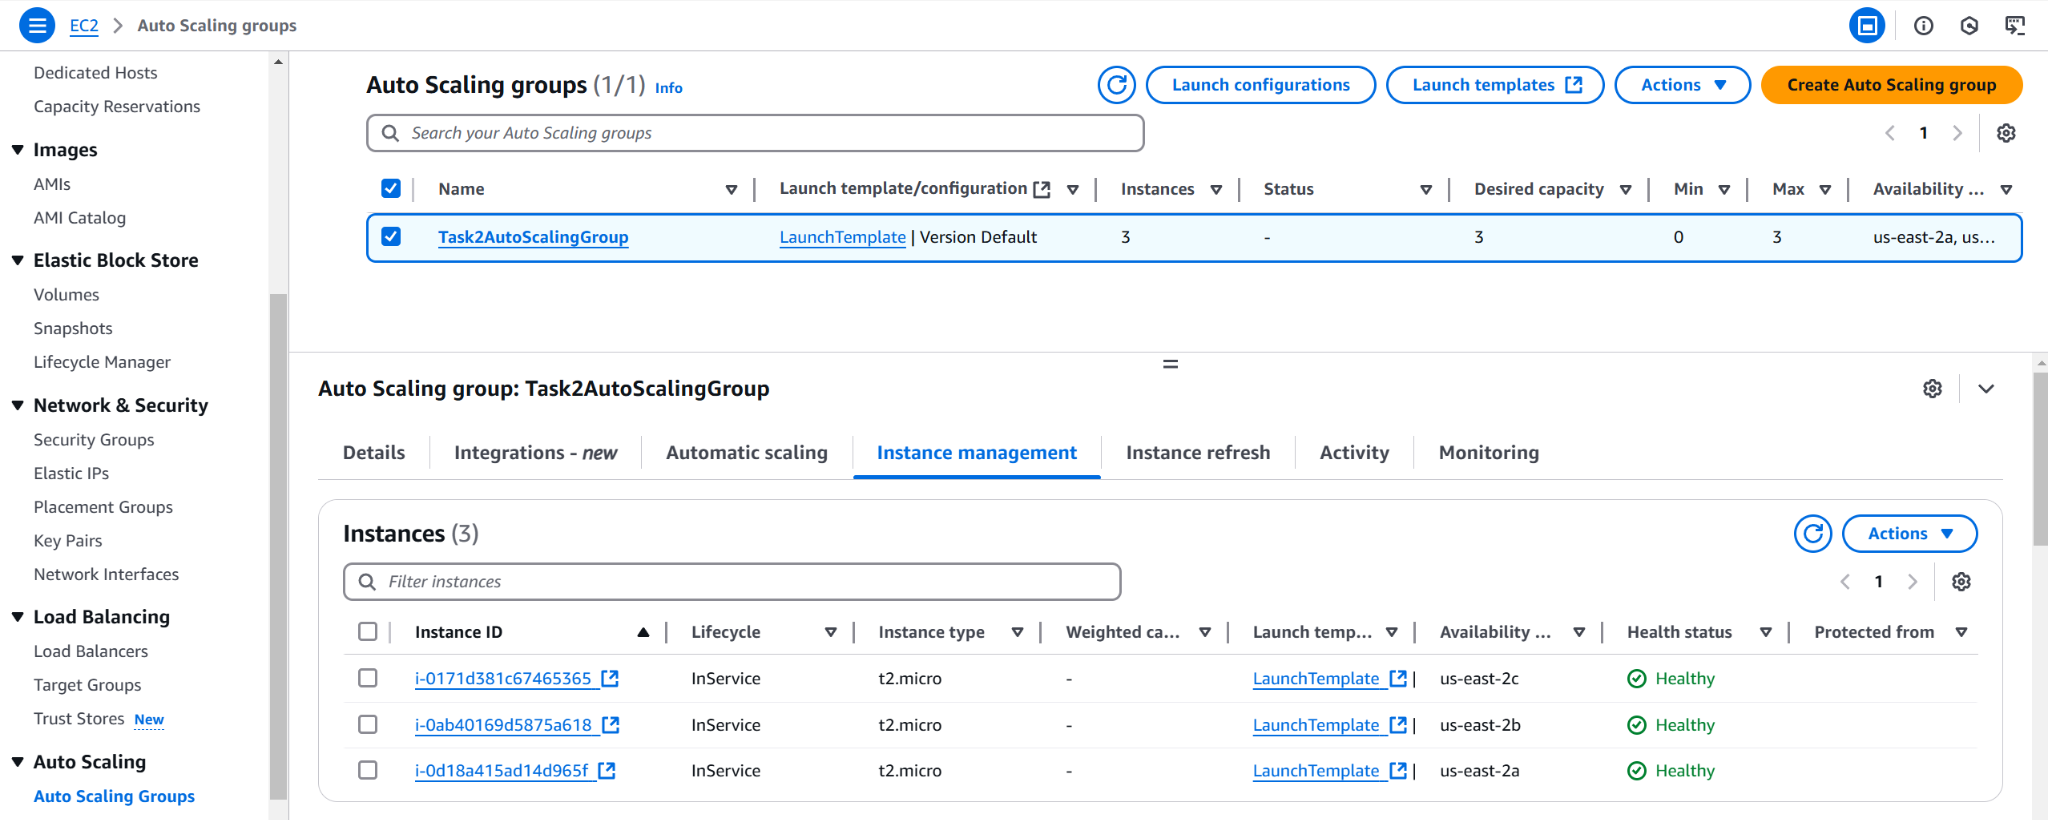 EC2 > Auto Scaling groups
Dedicated Hosts
Capacity Reservations
Images
AMIs
AMI Catalog
Elastic Block Store
Volumes
Snapshots
Lifecycle Manager
Network & Security
Security Groups
Elastic IPs
Placement Groups
Key Pairs
Network Interfaces
Load Balancing
Load Balancers
Target Groups
Trust Stores New
Auto Scaling
Auto Scaling Groups
Auto Scaling groups (1/1) Info
Launch configurations
Launch templates
Actions
Create Auto Scaling group
Search your Auto Scaling groups
1
Name Launch template/configuration Instances Status Desired capacity Min Max Availability ...
Task2AutoScalingGroup LaunchTemplate | Version Default 3 - 3 0 3 us-east-2a, us...
Auto Scaling group: Task2AutoScalingGroup
Details Integrations - new Automatic scaling Instance management Instance refresh Activity Monitoring
Instances (3)
Actions
Filter instances
1
Instance ID Lifecycle Instance type Weighted ca... Launch temp... Availability ... Health status Protected from
i-0171d381c67465365 InService t2.micro - LaunchTemplate | us-east-2c Healthy
i-0ab40169d5875a618 InService t2.micro - LaunchTemplate | us-east-2b Healthy
i-0d18a415ad14d965f InService t2.micro - LaunchTemplate | us-east-2a Healthy